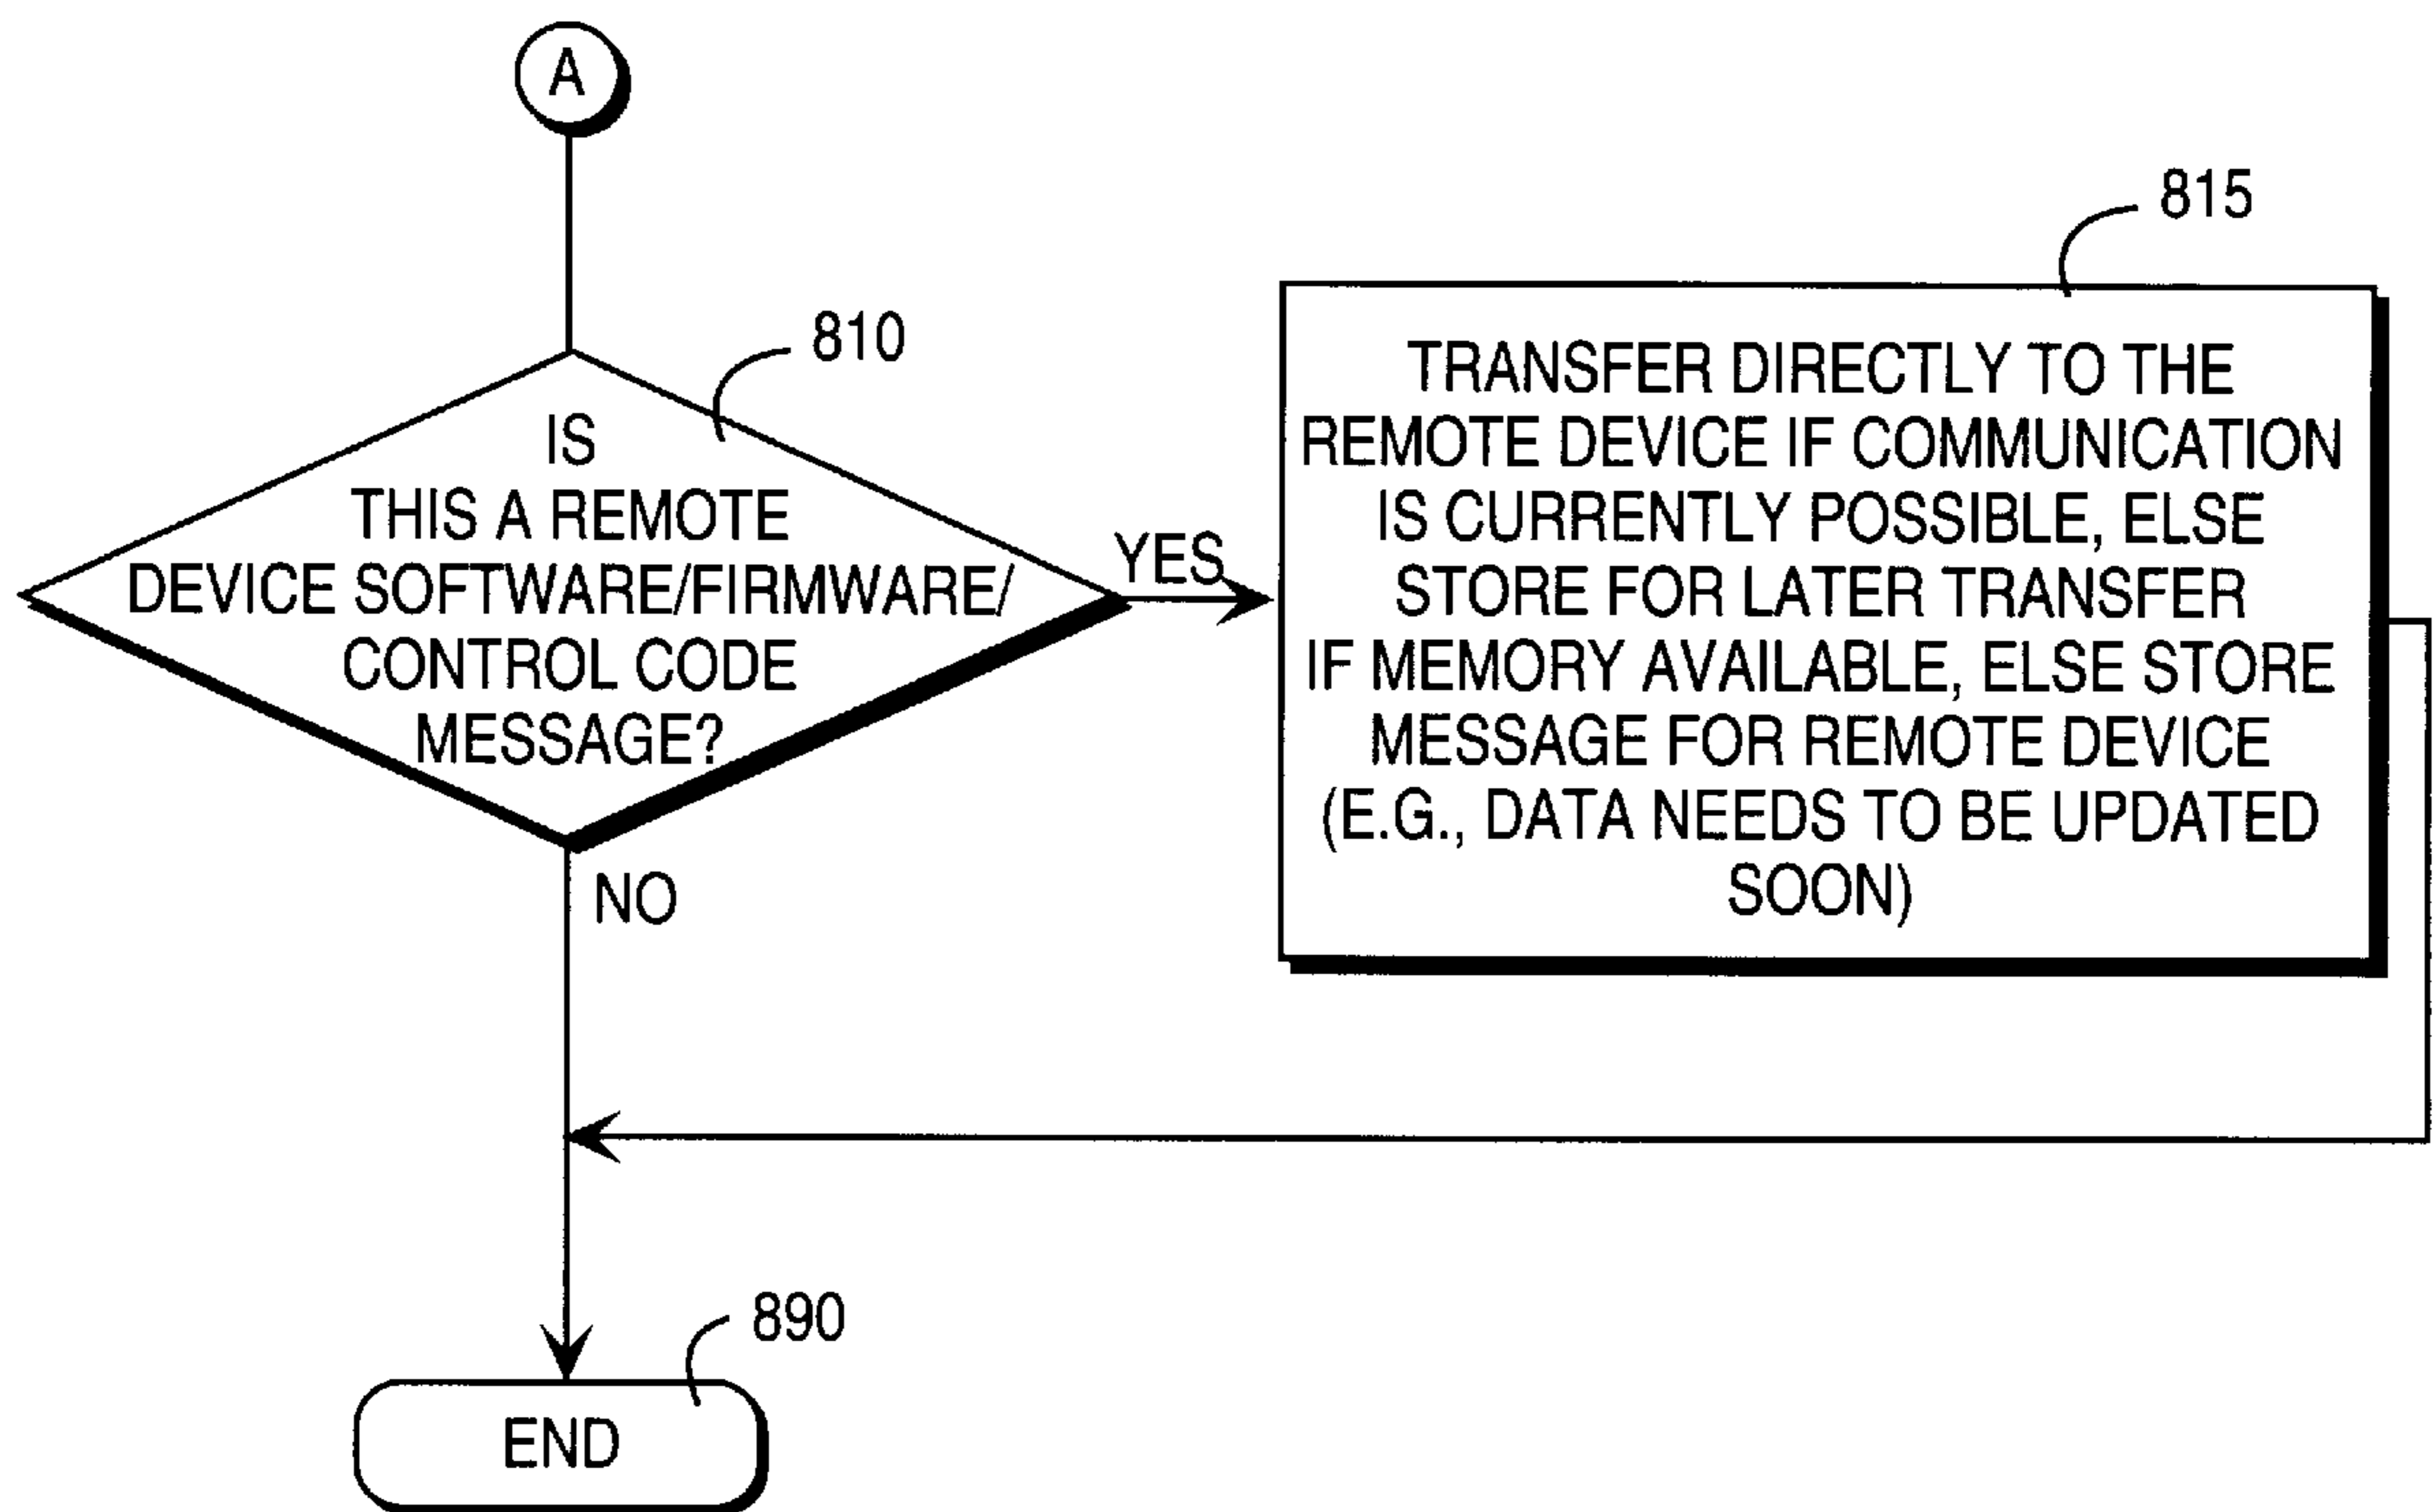 A
810
IS
THIS A REMOTE
DEVICE SOFTWARE/FIRMWARE/
CONTROL CODE
MESSAGE?
YES
NO
815
TRANSFER DIRECTLY TO THE
REMOTE DEVICE IF COMMUNICATION
IS CURRENTLY POSSIBLE, ELSE
STORE FOR LATER TRANSFER
IF MEMORY AVAILABLE, ELSE STORE
MESSAGE FOR REMOTE DEVICE
(E.G., DATA NEEDS TO BE UPDATED
SOON)
890
END